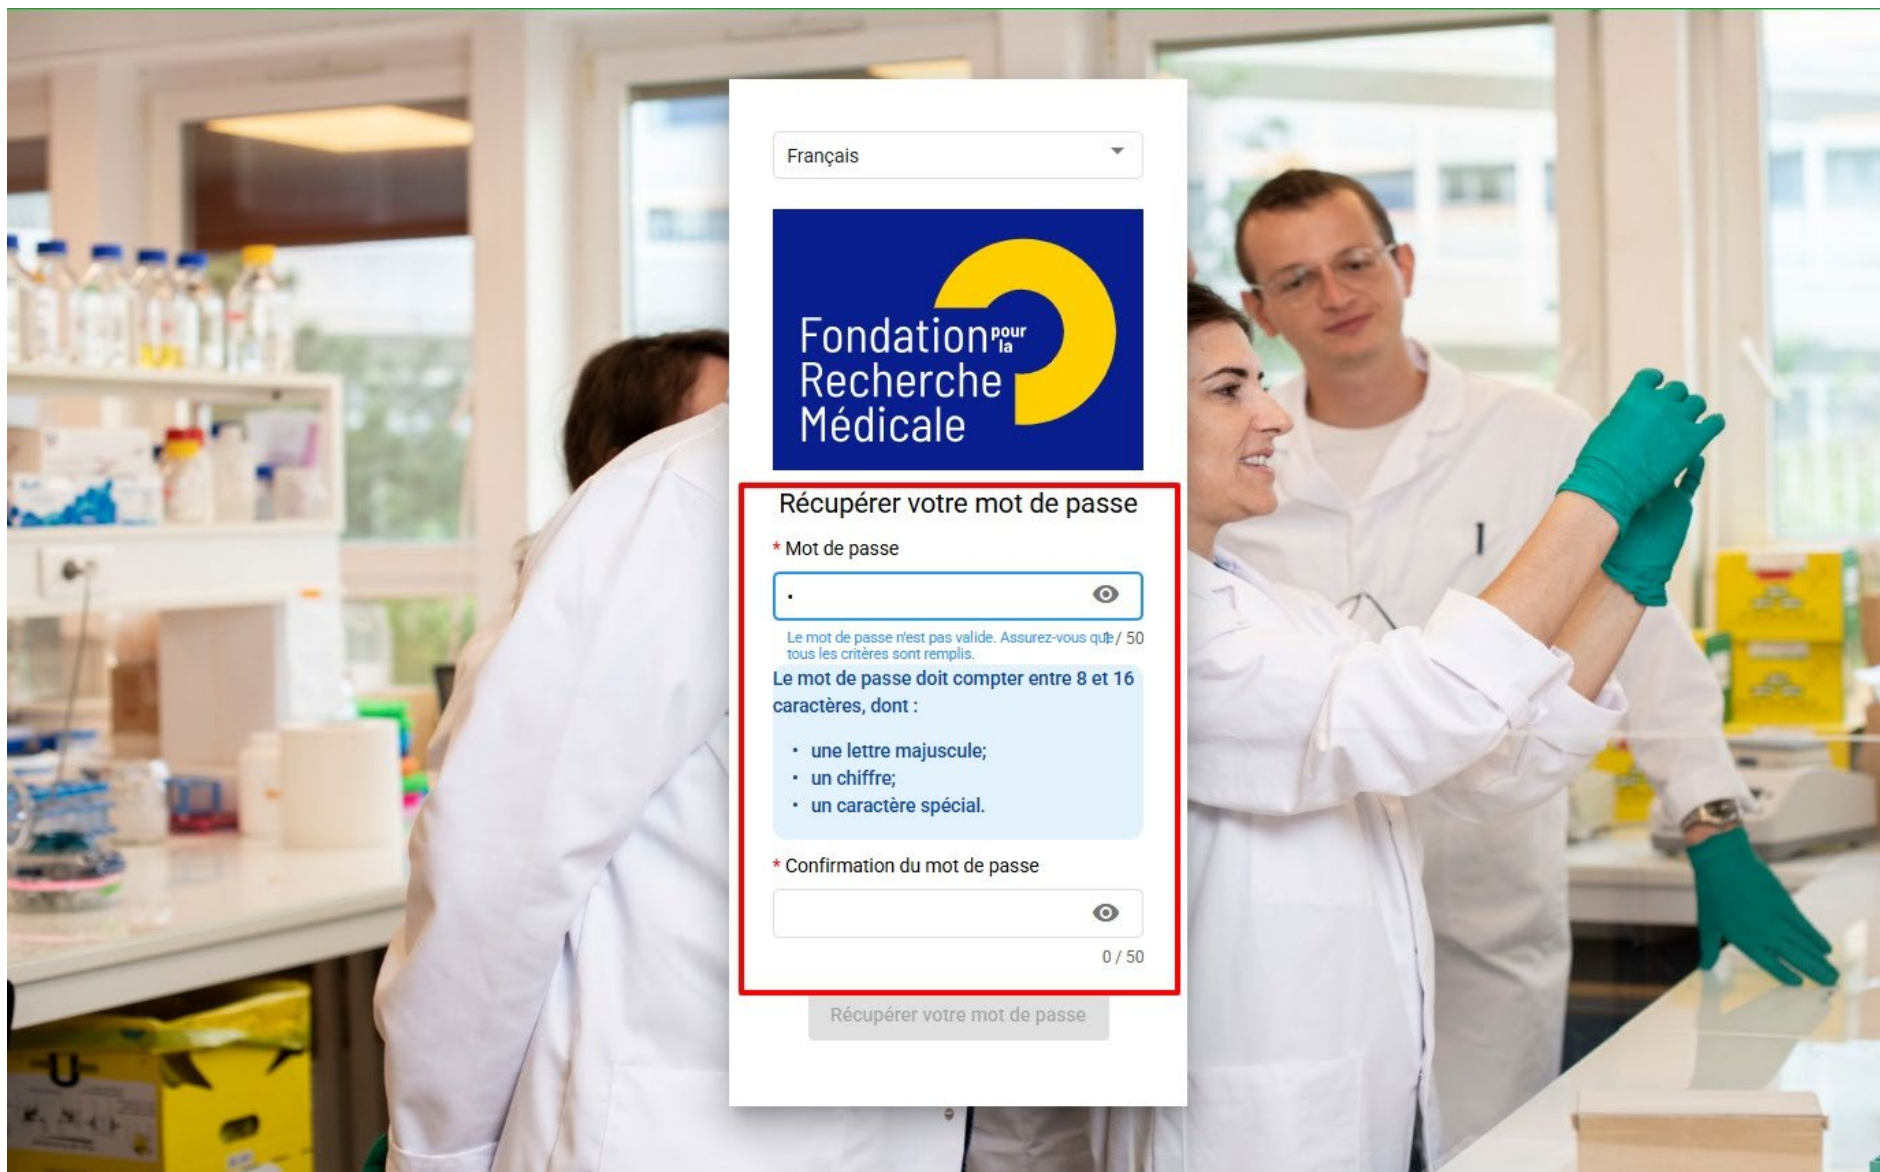 Français
Fondation pour la
Recherche
Médicale
Récupérer votre mot de passe
* Mot de passe
Le mot de passe n'est pas valide. Assurez-vous que
1 / 50
tous les critères sont remplis.
Le mot de passe doit compter entre 8 et 16
caractères, dont :
• une lettre majuscule;
• un chiffre;
• un caractère spécial.
* Confirmation du mot de passe
0 / 50
Récupérer votre mot de passe